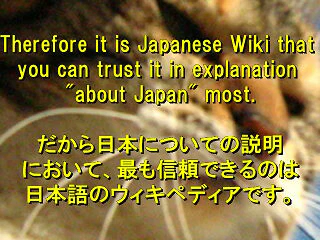 Therefore it is Japanese Wiki that
you can trust it in explanation
"about Japan" most.
だから日本についての説明
において、最も信頼できるのは
日本語のウィキペディアです。